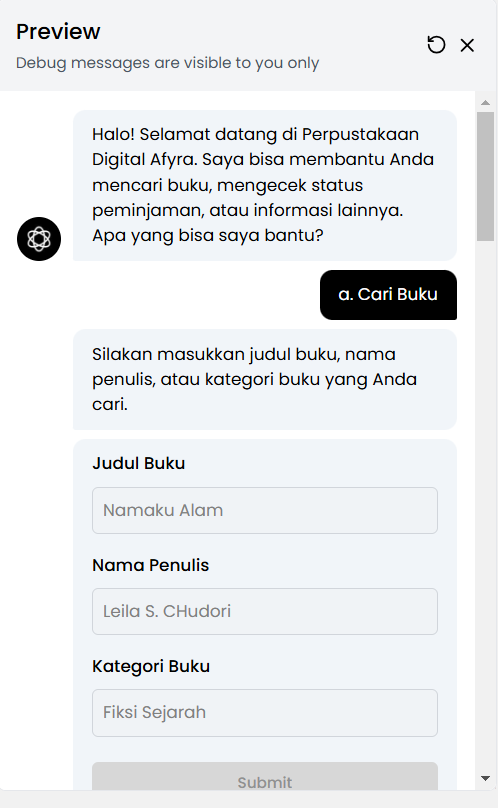 Preview
Debug messages are visible to you only
Halo! Selamat datang di Perpustakaan
Digital Afyra. Saya bisa membantu Anda
mencari buku, mengecek status
peminjaman, atau informasi lainnya.
Apa yang bisa saya bantu?
a. Cari Buku
Silakan masukkan judul buku, nama
penulis, atau kategori buku yang Anda
cari.
Judul Buku
Namaku Alam
Nama Penulis
Leila S. CHudori
Kategori Buku
Fiksi Sejarah
Submit